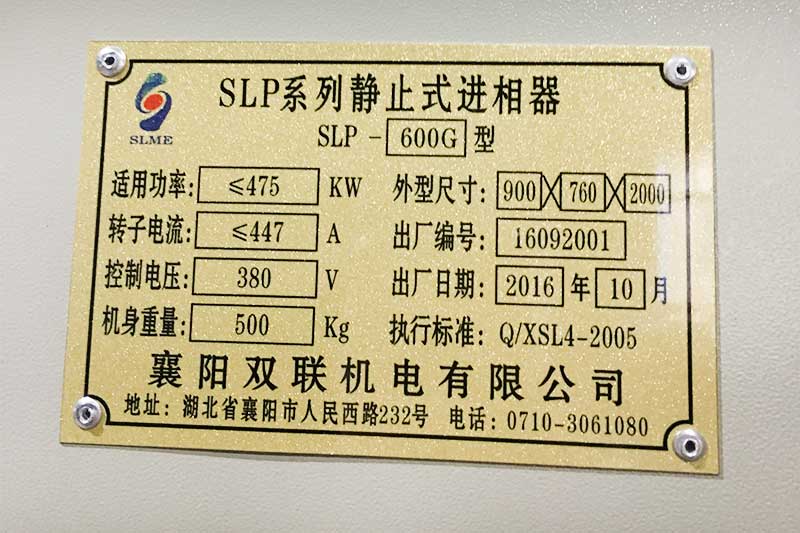 SLME
SLP系列静止式进相器
SLP - 600G 型
适用功率: ≤475 KW 外型尺寸: 900×760×2000
转子电流: ≤447 A 出厂编号: 16092001
控制电压: 380 V 出厂日期: 2016 年 10 月
机身重量: 500 Kg 执行标准: Q/XSL4-2005
襄阳双联机电有限公司
地址: 湖北省襄阳市人民西路232号 电话: 0710-3061080